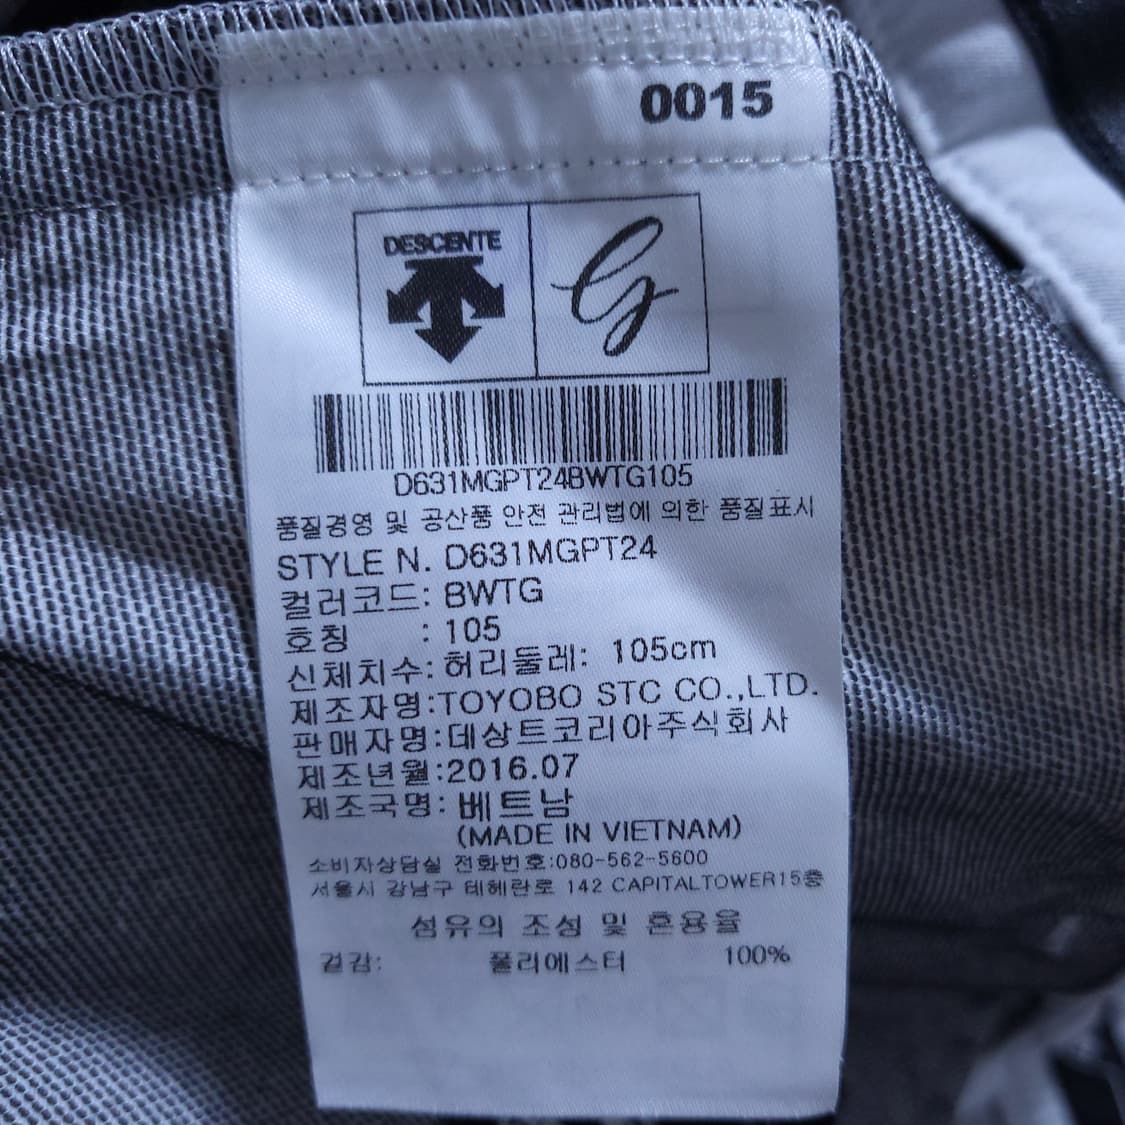 0015
DESCENTE
G
D631MGPT24BWTG105
품질경영 및 공산품 안전 관리법에 의한 품질표시
STYLE N. D631MGPT24
컬러코드: BWTG
호칭 : 105
신체치수: 허리둘레: 105cm
제조자명:TOYOBO STC CO.,LTD.
판매자명:데상트코리아주식회사
제조년월:2016.07
제조국명: 베트남
(MADE IN VIETNAM)
소비자상담실 전화번호:080-562-5600
서울시 강남구 테헤란로 142 CAPITALTOWER15층
섬유의 조성 및 혼용율
겉감: 폴리에스터 100%